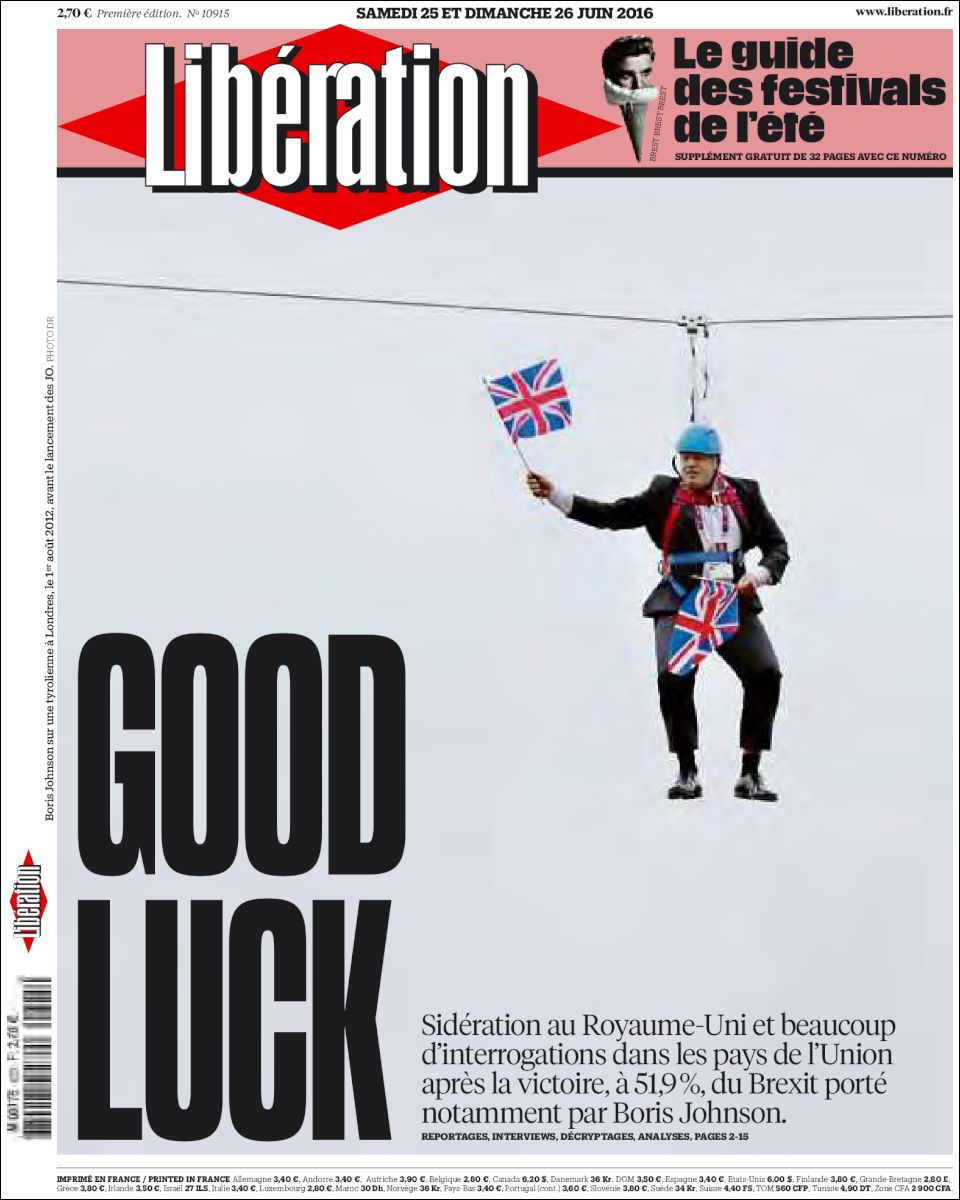 2,70 € Première édition. No 10915
SAMEDI 25 ET DIMANCHE 26 JUIN 2016
www.liberation.fr
Libération
Le guide
des festivals
de l'été
SUPPLÉMENT GRATUIT DE 32 PAGES AVEC CE NUMÉRO
BREST BREST BREST
Boris Johnson sur une tyrolienne à Londres, le 1er août 2012, avant le lancement des JO. PHOTO DR
GOOD
LUCK
Sidération au Royaume-Uni et beaucoup
d'interrogations dans les pays de l'Union
après la victoire, à 51,9 %, du Brexit porté
notamment par Boris Johnson.
REPORTAGES, INTERVIEWS, DÉCRYPTAGES, ANALYSES, PAGES 2-15
Libération
IMPRIMÉ EN FRANCE / PRINTED IN FRANCE Allemagne 3,40 €, Andorre 3,40 €, Autriche 3,90 €, Belgique 2,80 €, Canada 6,20 $, Danemark 36 Kr, DOM 3,50 €, Espagne 3,40 €, Etats-Unis 6,00 $, Finlande 3,80 €, Grande-Bretagne 2,80 £,
Grèce 3,80 €, Irlande 3,50 €, Israël 27 ILS, Italie 3,40 €, Luxembourg 2,80 €, Maroc 30 Dh, Norvège 36 Kr, Pays-Bas 3,40 €, Portugal (cont.) 3,60 €, Slovénie 3,80 €, Suède 34 Kr, Suisse 4,40 FS, TOM 560 CFP, Tunisie 4,90 DT, Zone CFA 2 900 CFA.